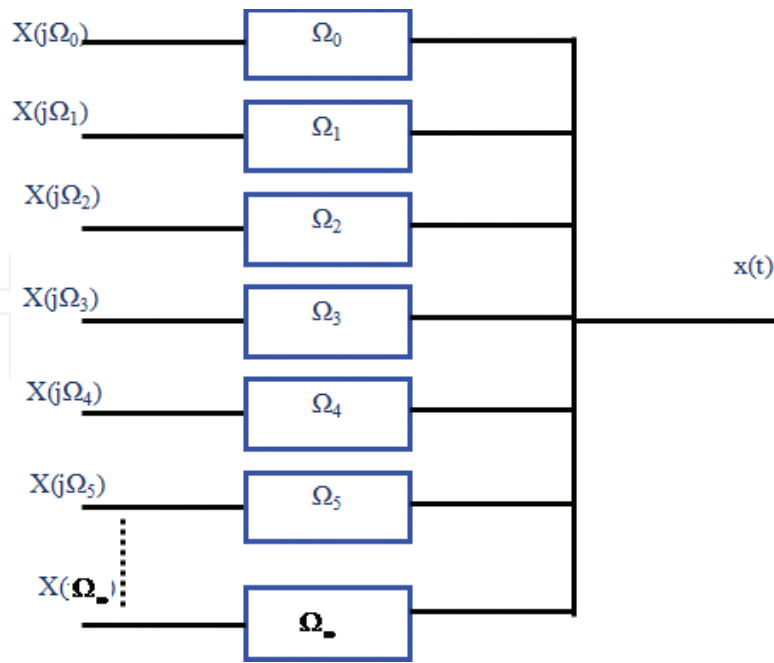 X(jΩ₀) Ω₀
X(jΩ₁) Ω₁
X(jΩ₂) Ω₂
x(t)
X(jΩ₃) Ω₃
X(jΩ₄) Ω₄
X(jΩ₅) Ω₅
X(Ω∞) Ω∞